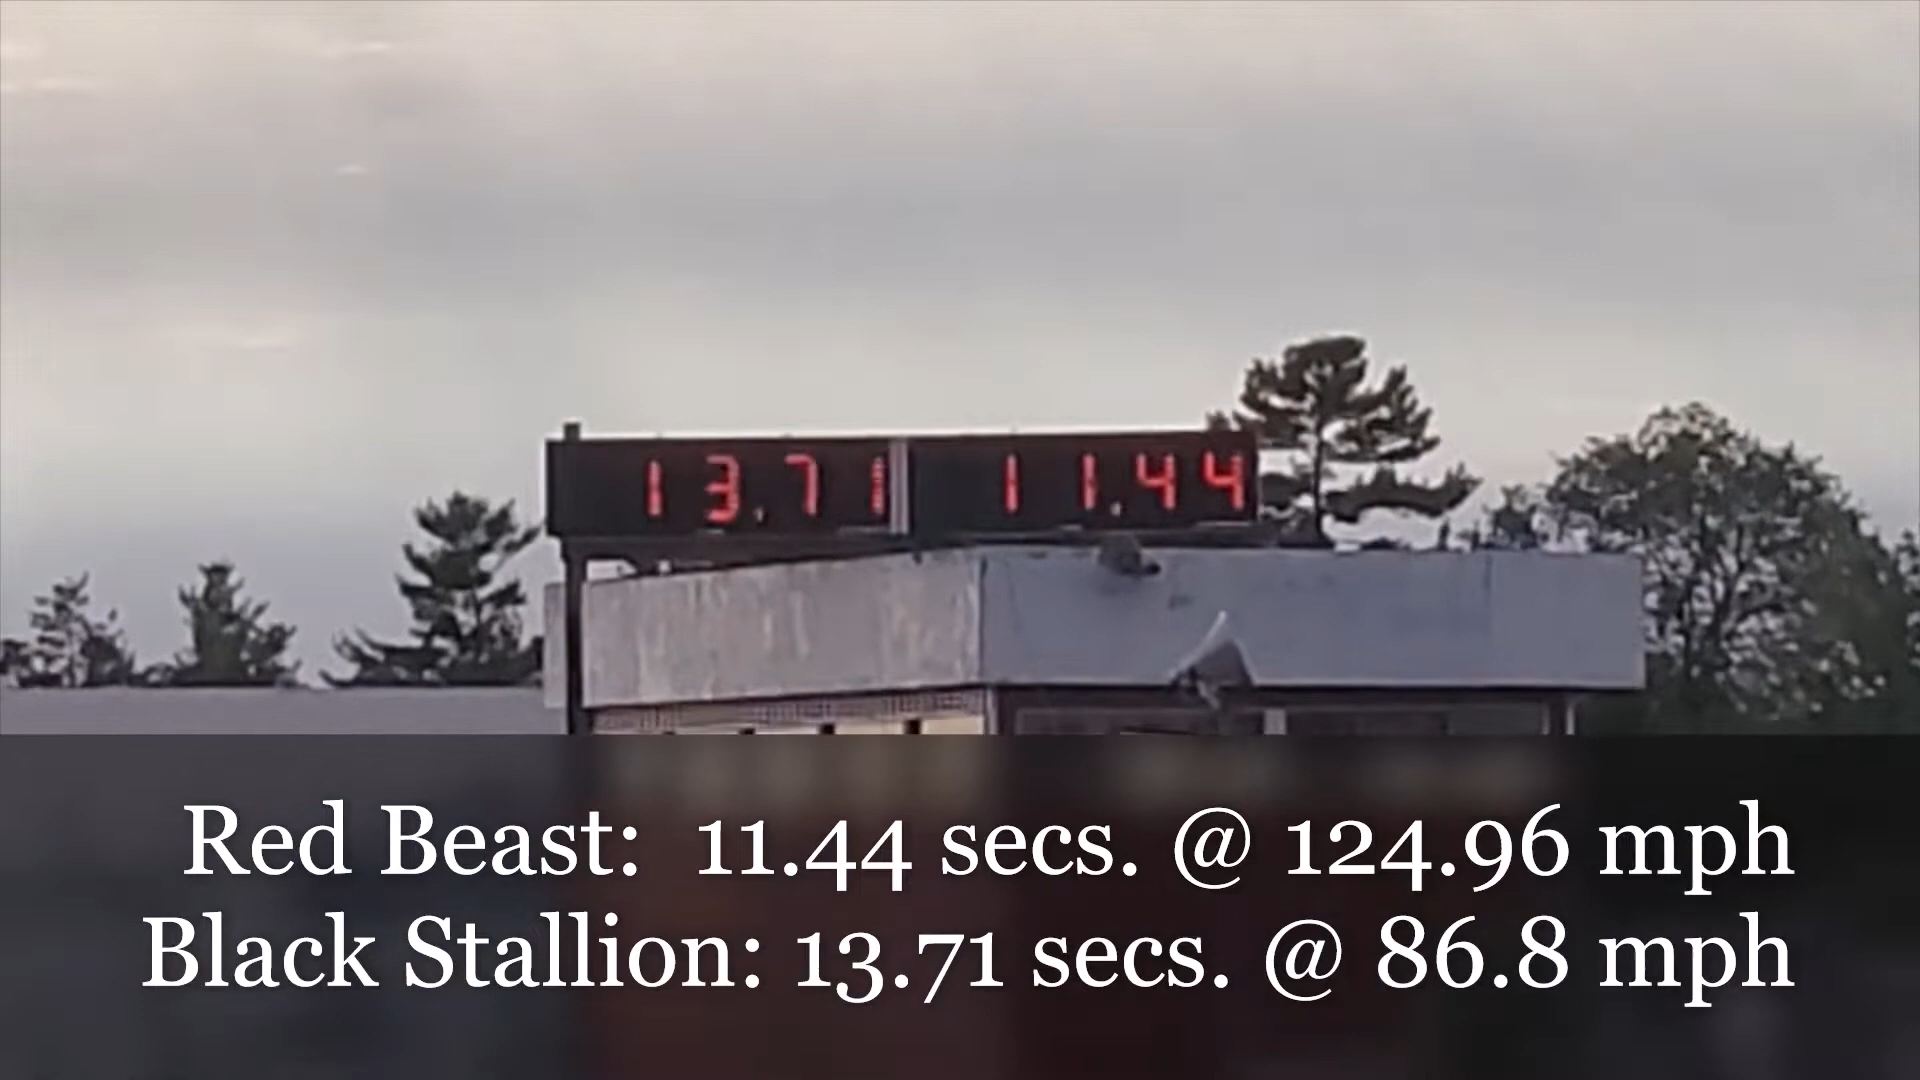 13.71 11.44
Red Beast: 11.44 secs. @ 124.96 mph
Black Stallion: 13.71 secs. @ 86.8 mph